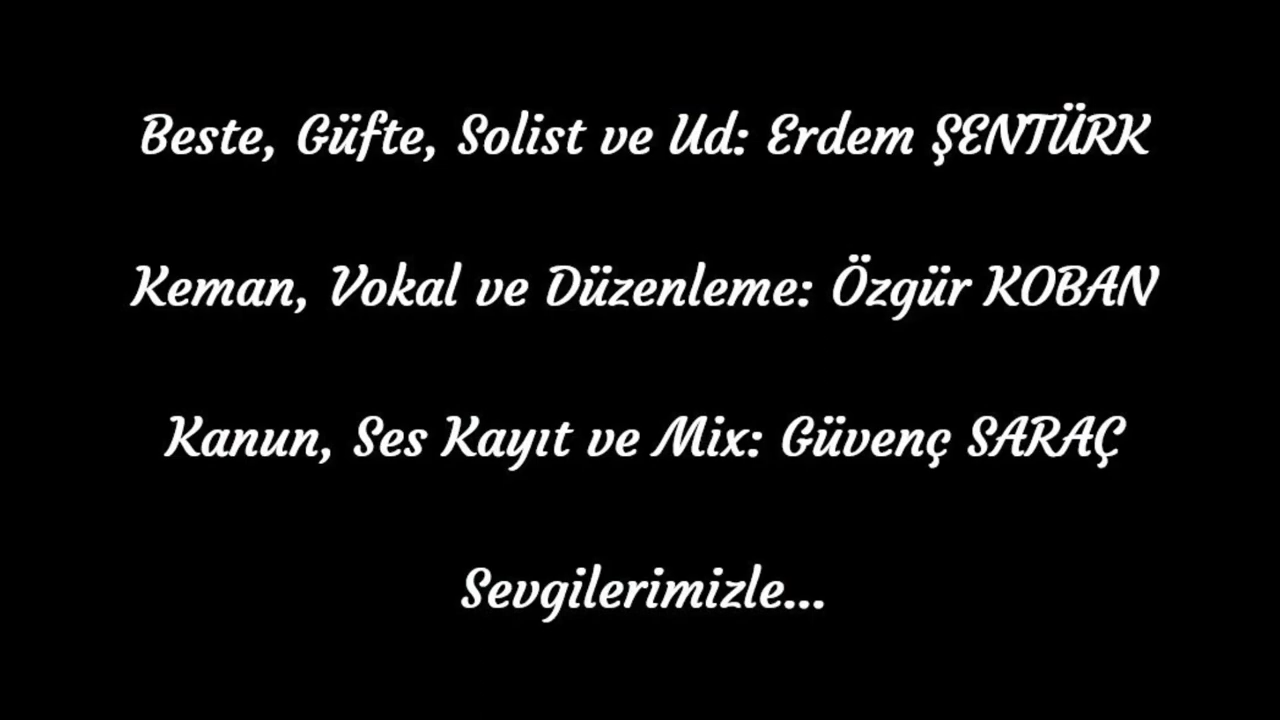 Beste, Güfte, Solist ve Ud: Erdem ŞENTÜRK
Keman, Vokal ve Düzenleme: Özgür KOBAN
Kanun, Ses Kayıt ve Mix: Güvenç SARAÇ
Sevgilerimizle...